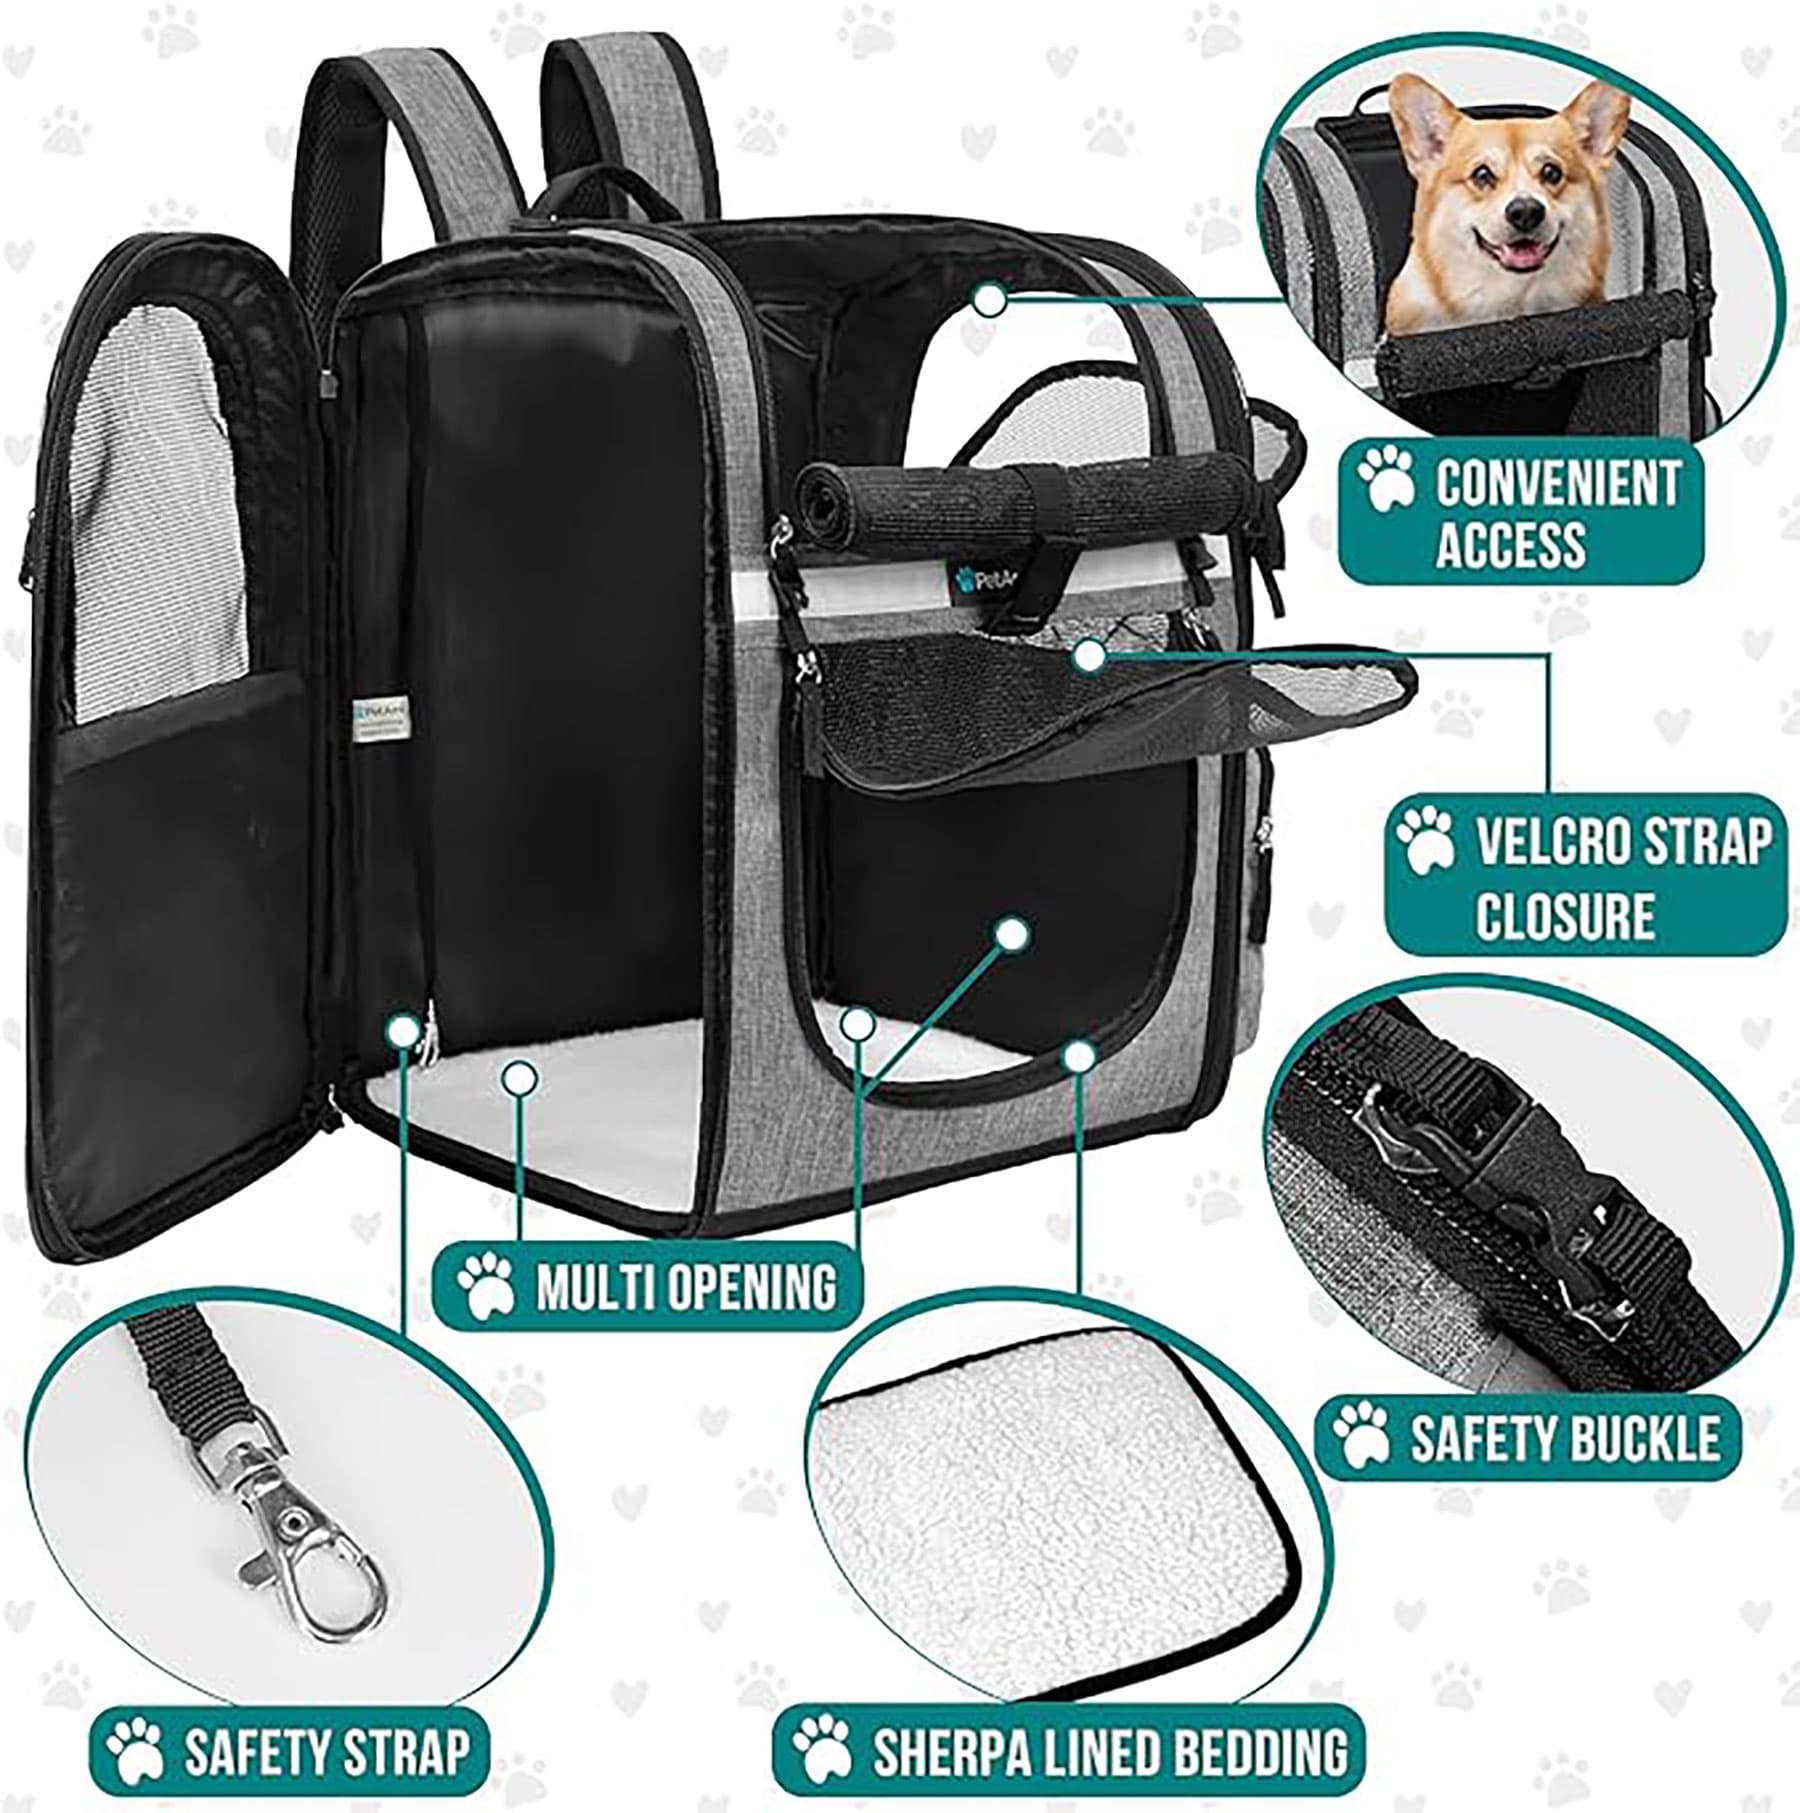 CONVENIENT
ACCESS
VELCRO STRAP
CLOSURE
MULTI OPENING
SAFETY BUCKLE
SAFETY STRAP
SHERPA LINED BEDDING